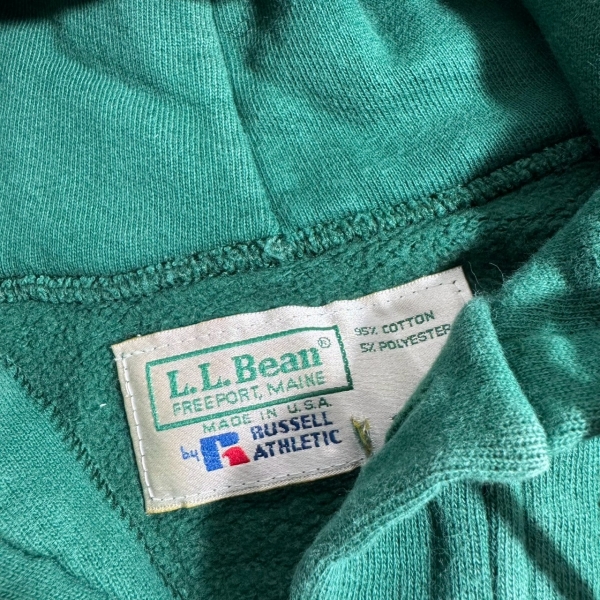 L.L.Bean®
FREEPORT, MAINE
MADE IN U.S.A.
by RUSSELL
ATHLETIC
95% COTTON
5% POLYESTER